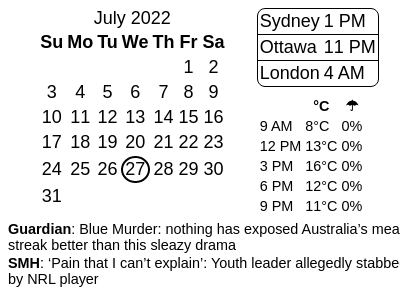 July 2022
Su Mo Tu We Th Fr Sa
1 2
3 4 5 6 7 8 9
10 11 12 13 14 15 16
17 18 19 20 21 22 23
24 25 26 27 28 29 30
31
Sydney 1 PM
Ottawa 11 PM
London 4 AM
°C ☂
9 AM 8°C 0%
12 PM 13°C 0%
3 PM 16°C 0%
6 PM 12°C 0%
9 PM 11°C 0%
Guardian: Blue Murder: nothing has exposed Australia's mea
streak better than this sleazy drama
SMH: ‘Pain that I can’t explain’: Youth leader allegedly stabbe
by NRL player